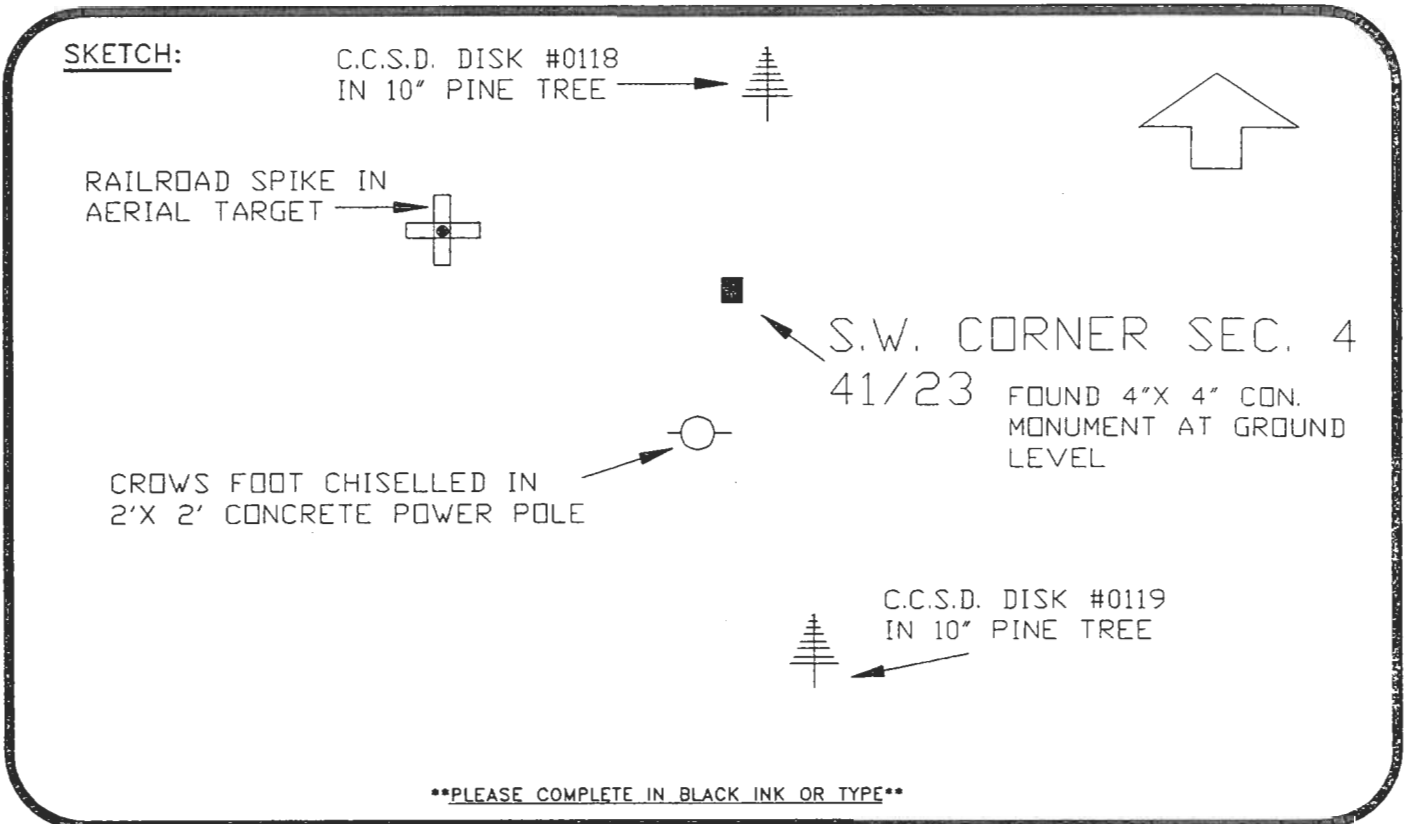 SKETCH:
C.C.S.D. DISK #0118
IN 10" PINE TREE
RAILROAD SPIKE IN
AERIAL TARGET
S.W. CORNER SEC. 4
41/23 FOUND 4"X 4" CON.
MONUMENT AT GROUND
LEVEL
CROWS FOOT CHISELLED IN
2'X 2' CONCRETE POWER POLE
C.C.S.D. DISK #0119
IN 10" PINE TREE
**PLEASE COMPLETE IN BLACK INK OR TYPE**